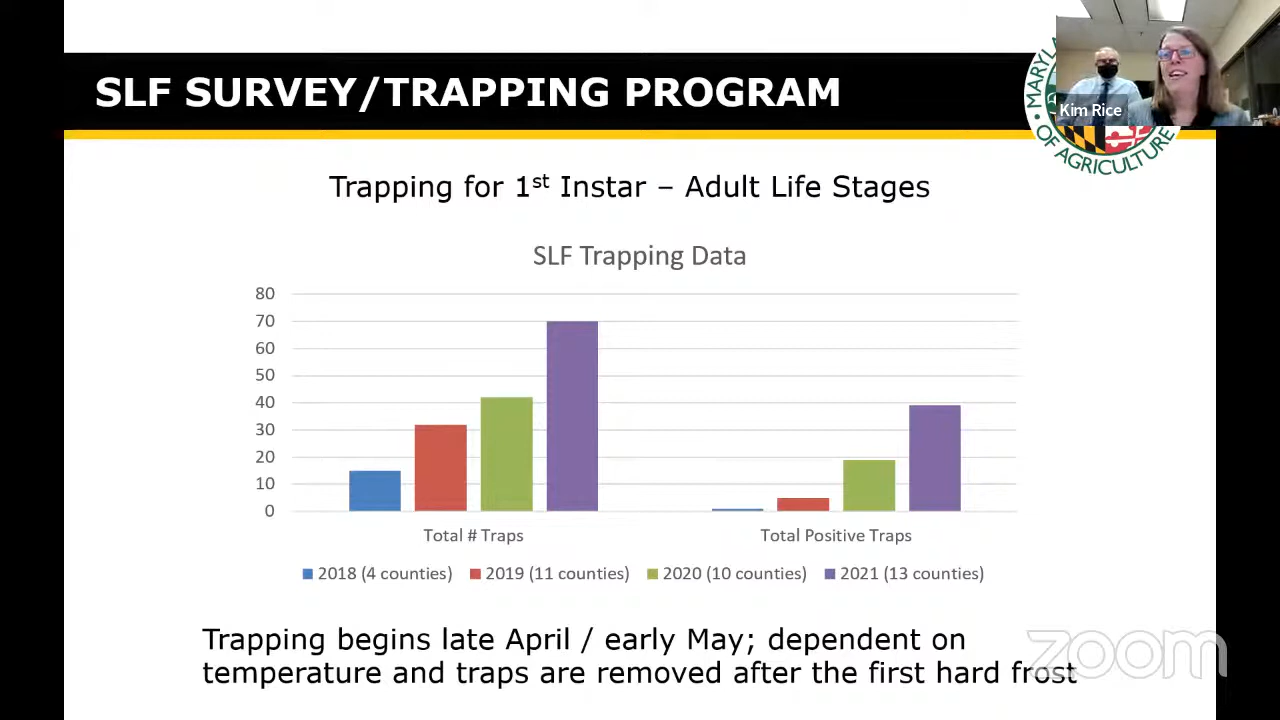 SLF SURVEY/TRAPPING PROGRAM
MARYLA
OF AGRICULTURE
Kim Rice
Trapping for 1st Instar – Adult Life Stages
SLF Trapping Data
80
70
60
50
40
30
20
10
0
Total # Traps
Total Positive Traps
2018 (4 counties)
2019 (11 counties)
2020 (10 counties)
2021 (13 counties)
Trapping begins late April / early May; dependent on
temperature and traps are removed after the first hard frost
zoom